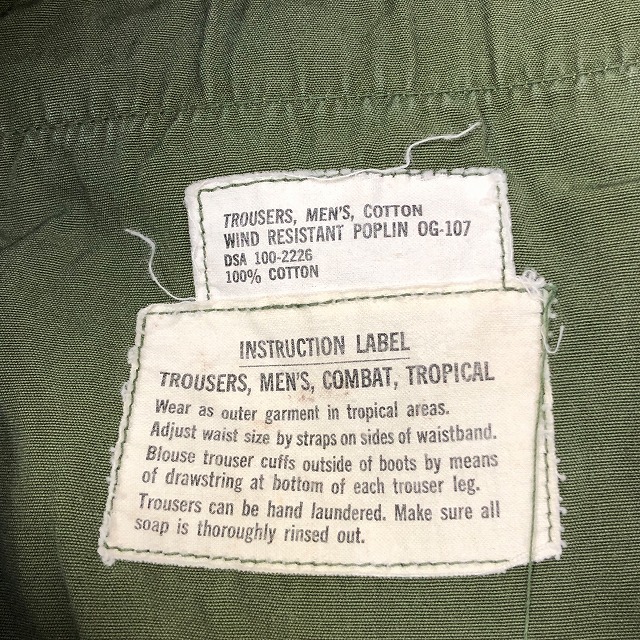 TROUSERS, MEN'S, COTTON
WIND RESISTANT POPLIN OG-107
DSA 100-2226
100% COTTON
INSTRUCTION LABEL
TROUSERS, MEN'S, COMBAT, TROPICAL
Wear as outer garment in tropical areas.
Adjust waist size by straps on sides of waistband.
Blouse trouser cuffs outside of boots by means
of drawstring at bottom of each trouser leg.
Trousers can be hand laundered. Make sure all
soap is thoroughly rinsed out.